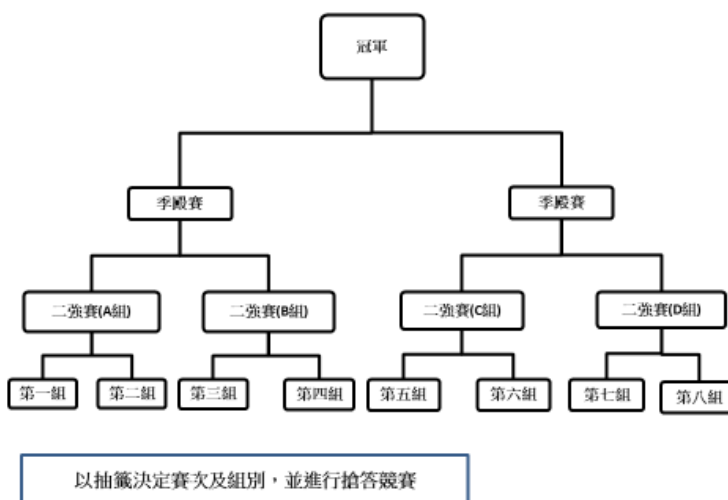 冠軍
季殿賽
季殿賽
二強賽(A組)
二強賽(B組)
二強賽(C組)
二強賽(D組)
第一組
第二組
第三組
第四組
第五組
第六組
第七組
第八組
以抽籤決定賽次及組別，並進行搶答競賽